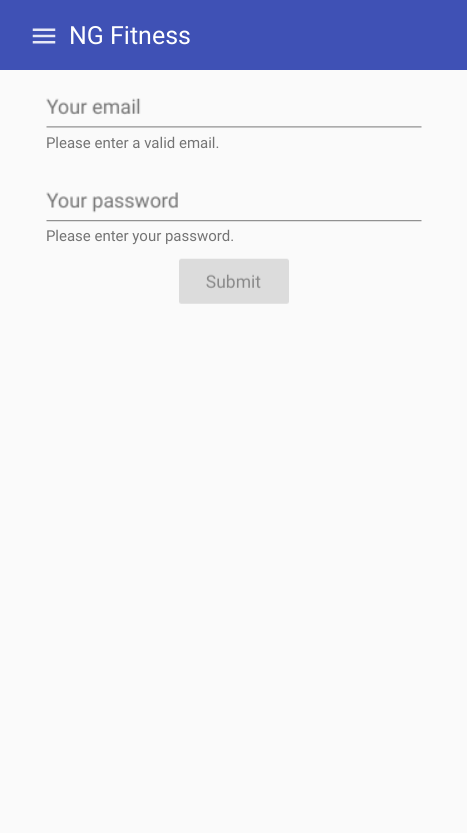 NG Fitness
Your email
Please enter a valid email.
Your password
Please enter your password.
Submit